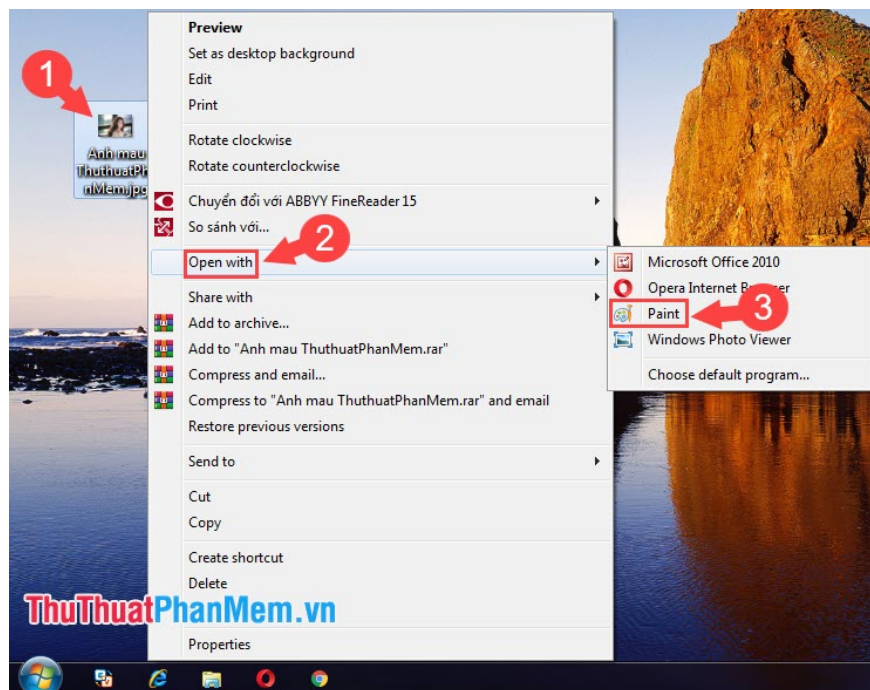 Preview
Set as desktop background
Edit
Print
Rotate clockwise
Rotate counterclockwise
Chuyển đổi với ABBYY FineReader 15
So sánh với...
Open with
Share with
Add to archive...
Add to "Anh mau ThuthuatPhanMem.rar"
Compress and email...
Compress to "Anh mau ThuthuatPhanMem.rar" and email
Restore previous versions
Send to
Cut
Copy
Create shortcut
Delete
Properties
1
Anh mau
ThuthuatPh
nMem.jpg
2
Microsoft Office 2010
Opera Internet
Paint
3
Windows Photo Viewer
Choose default program...
ThuThuatPhanMem.vn